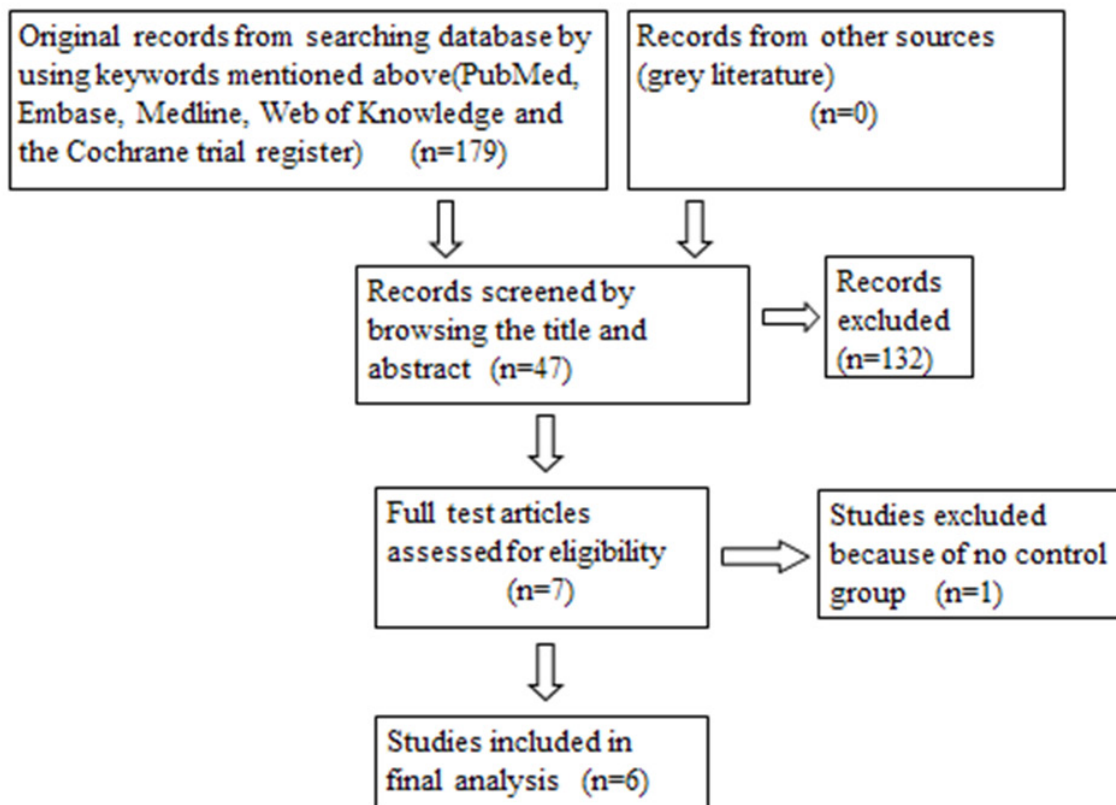 Original records from searching database by
using keywords mentioned above(PubMed,
Embase, Medline, Web of Knowledge and
the Cochrane trial register) (n=179)
Records from other sources
(grey literature)
(n=0)
Records screened by
browsing the title and
abstract (n=47)
Records
excluded
(n=132)
Full test articles
assessed for eligibility
(n=7)
Studies excluded
because of no control
group (n=1)
Studies included in
final analysis (n=6)